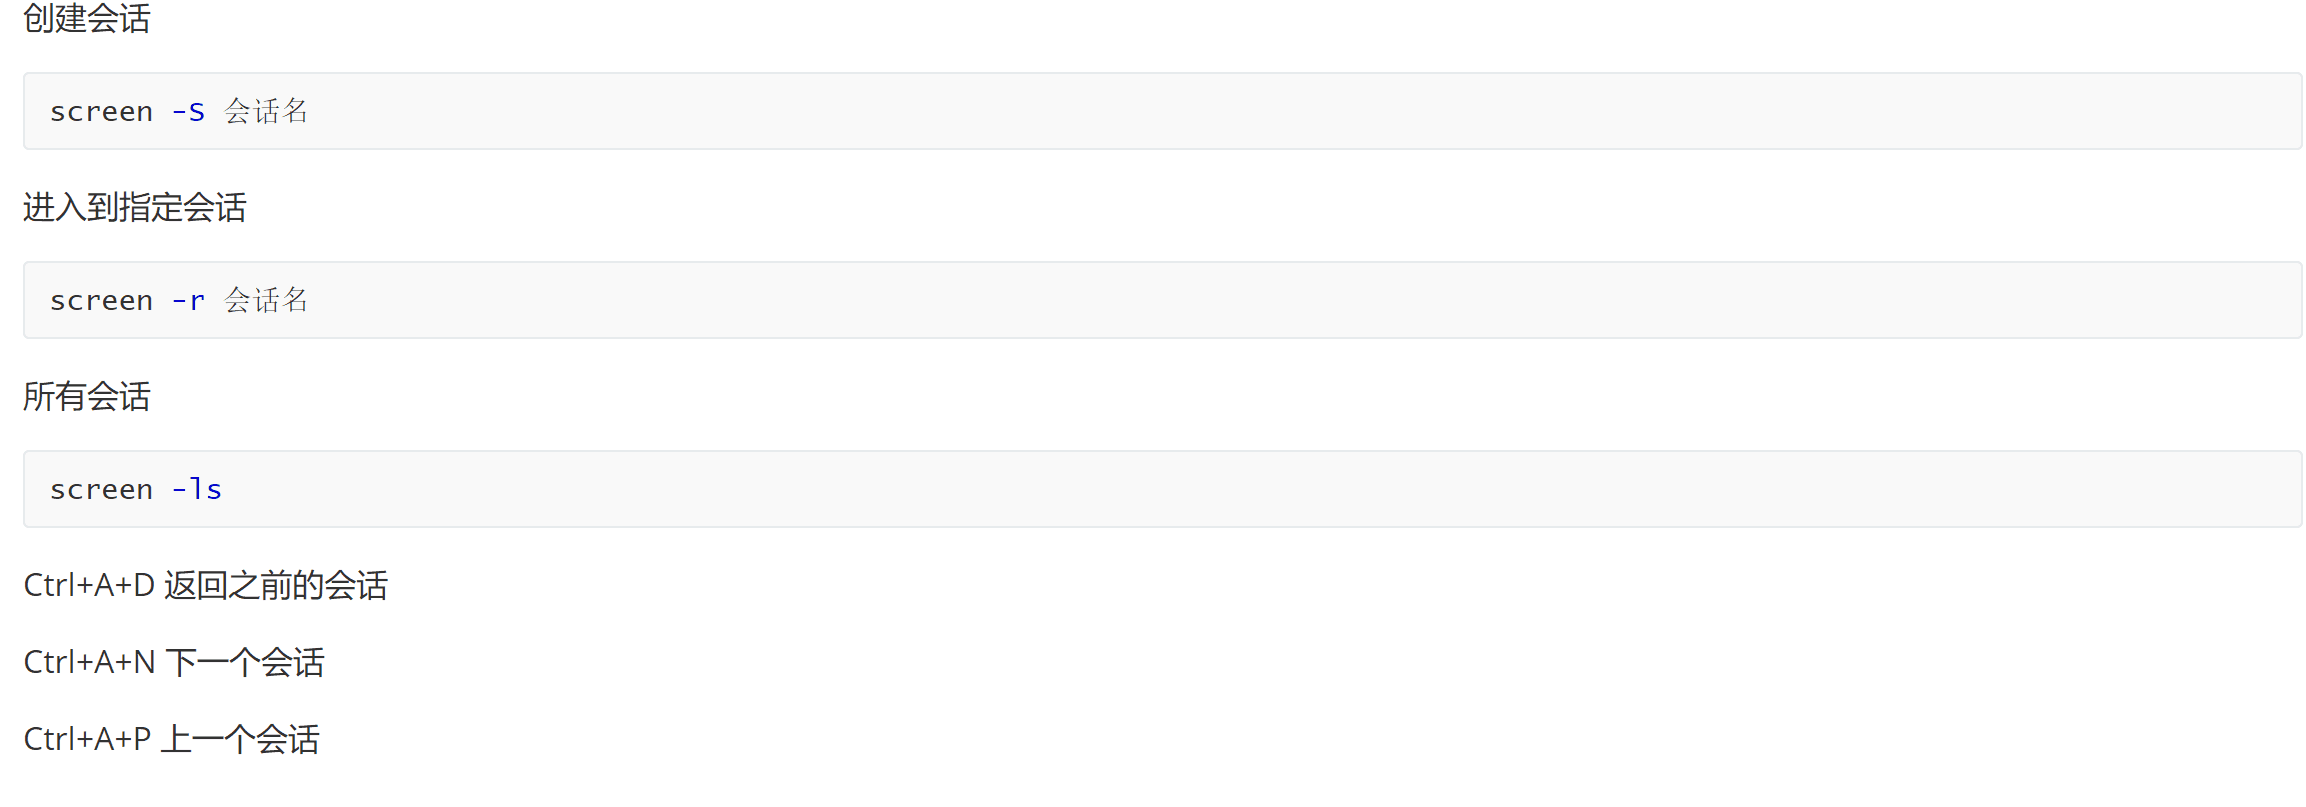 创建会话
screen -S 会话名
进入到指定会话
screen -r 会话名
所有会话
screen -ls
Ctrl+A+D 返回之前的会话
Ctrl+A+N 下一个会话
Ctrl+A+P 上一个会话